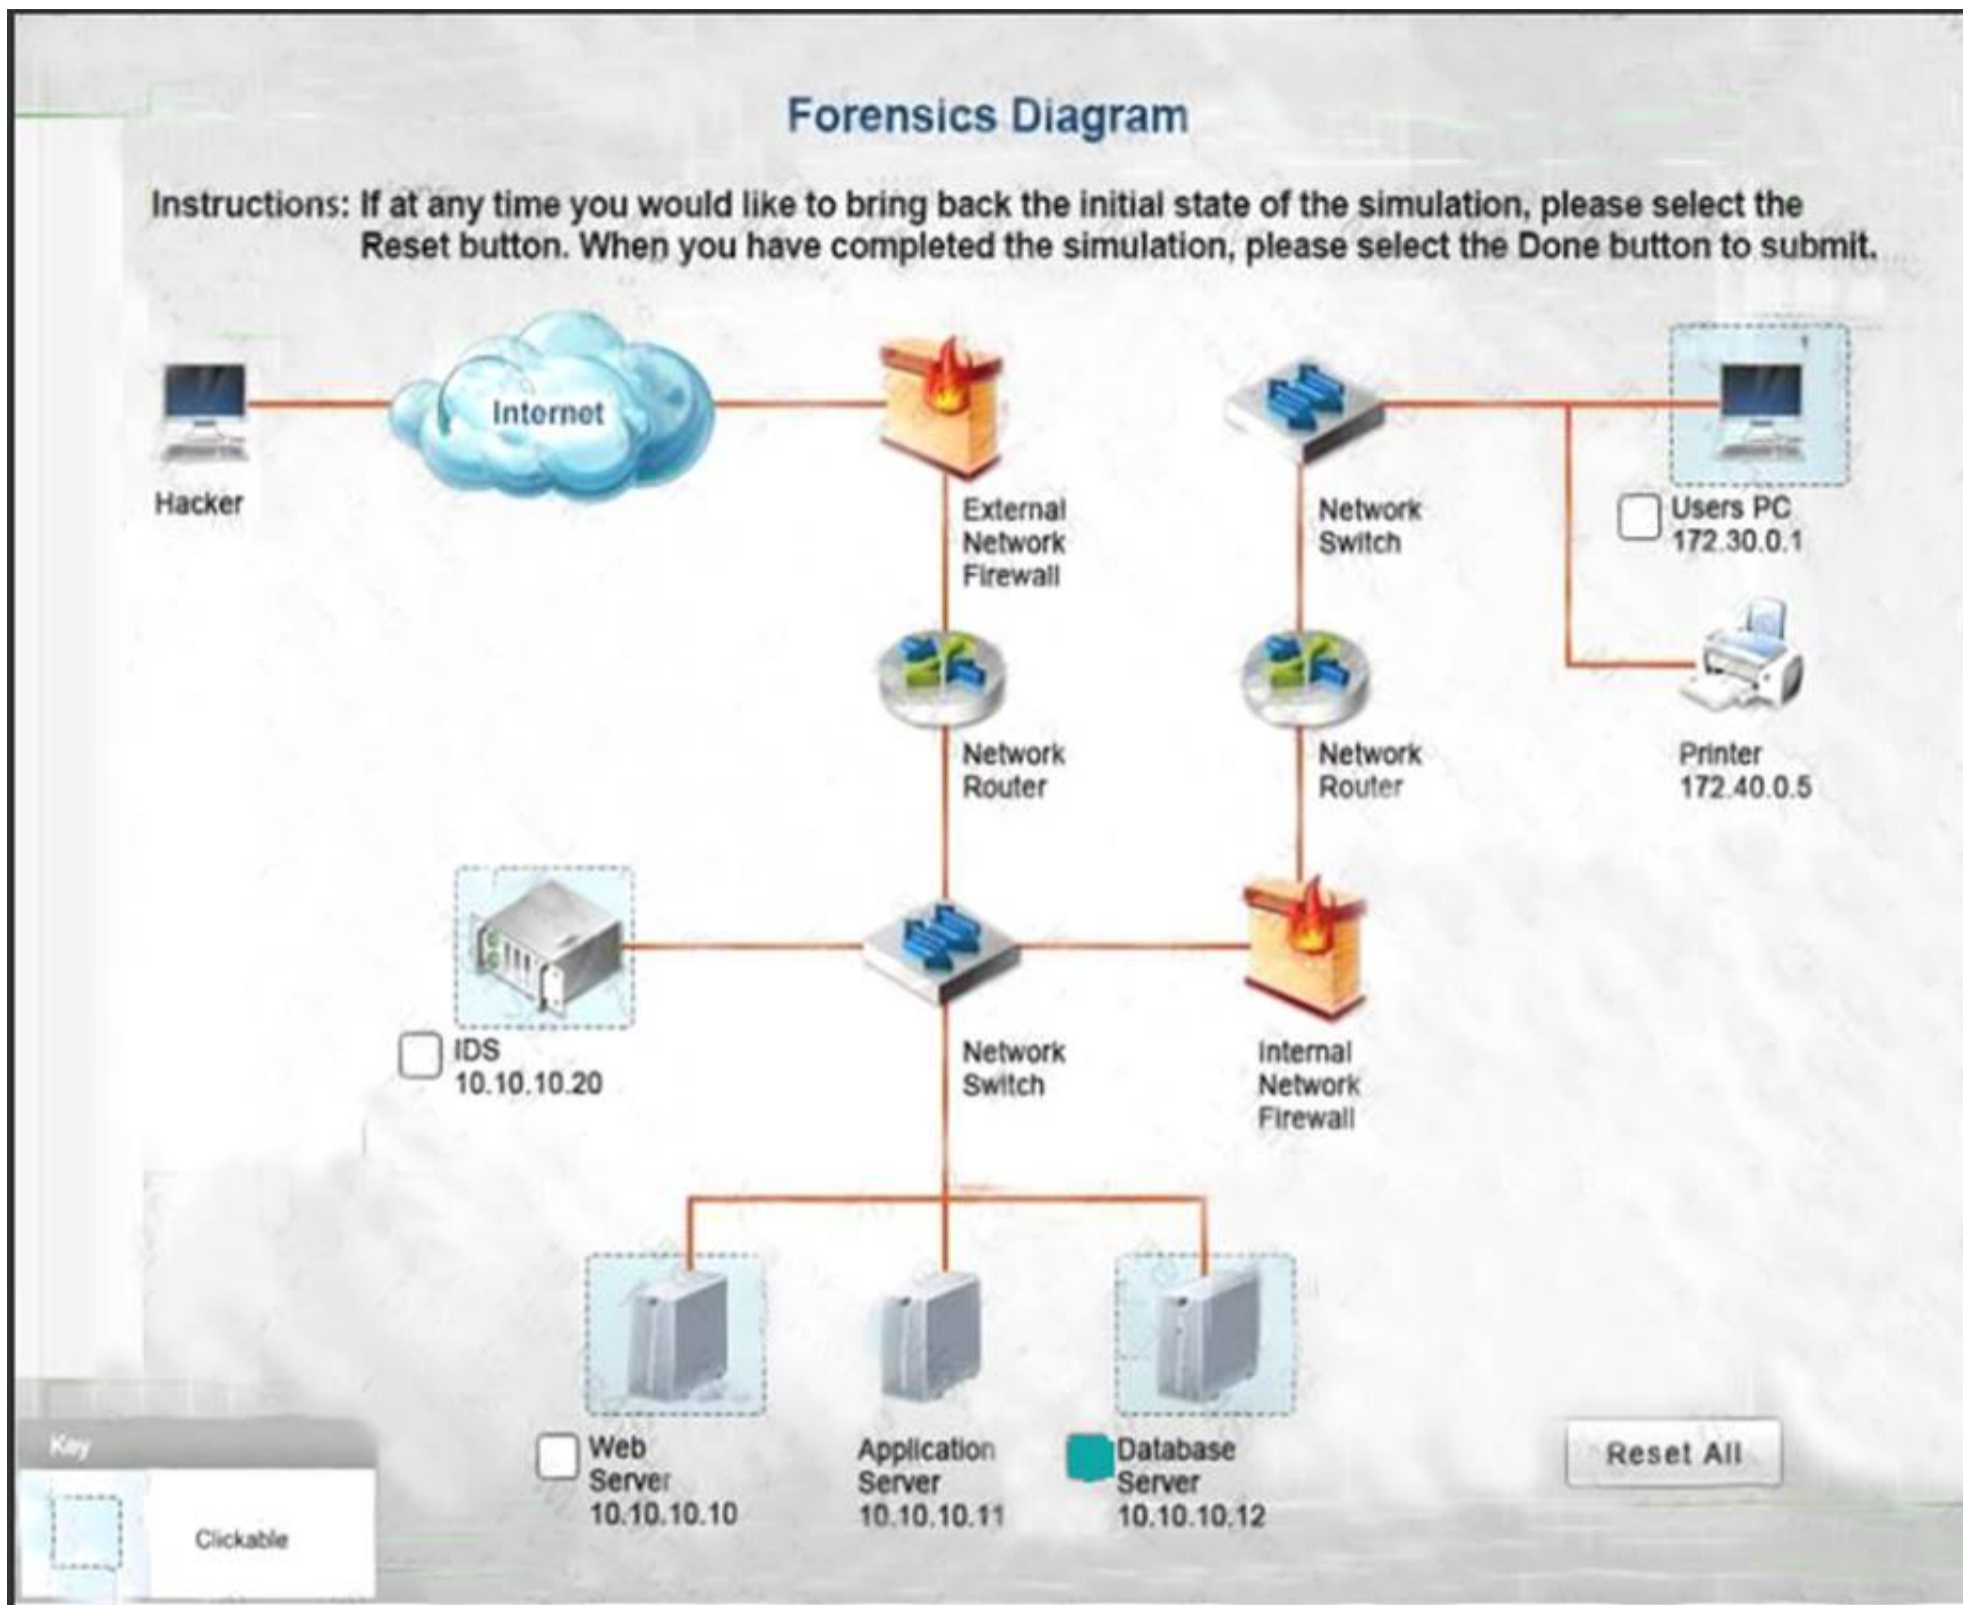 Forensics Diagram
Instructions: If at any time you would like to bring back the initial state of the simulation, please select the
Reset button. When you have completed the simulation, please select the Done button to submit.
Hacker
Internet
External
Network
Firewall
Network
Switch
Users PC
172.30.0.1
Network
Router
Network
Router
Printer
172.40.0.5
IDS
10.10.10.20
Network
Switch
Internal
Network
Firewall
Web
Server
10.10.10.10
Application
Server
10.10.10.11
Database
Server
10.10.10.12
Reset All
Key
Clickable